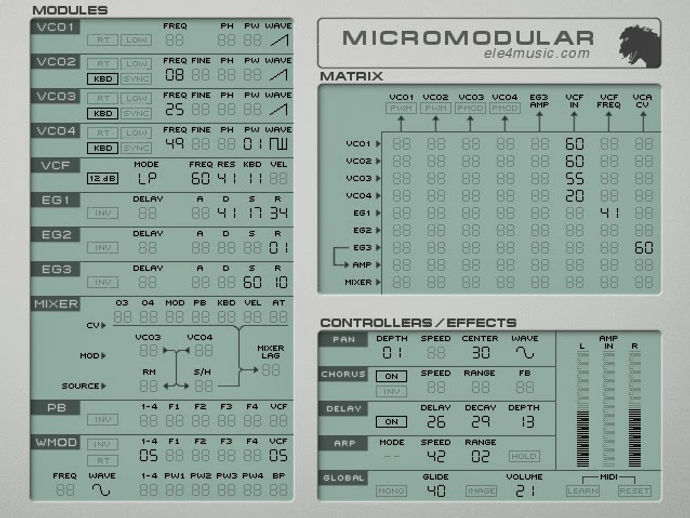 MODULES
VCO1 RT LOW FREQ PH PW WAVE
VCO2 RT LOW KBD SYNC FREQ FINE PH PW WAVE
08
VCO3 RT LOW KBD SYNC FREQ FINE PH PW WAVE
25
VCO4 RT LOW KBD SYNC FREQ FINE PH PW WAVE
49 01
VCF 12 dB MODE FREQ RES KBD VEL
LP 60 41 11
EG1 INV DELAY A D S R
41 17 34
EG2 INV DELAY A D S R
01
EG3 INV DELAY A D S R
60 10
MIXER O3 O4 MOD PB KBD VEL AT
CV
VCO3 VCO4
MOD
MIXER LAG
RM S/H
SOURCE
PB INV 1-4 F1 F2 F3 F4 VCF
WMOD INV RT 1-4 F1 F2 F3 F4 VCF
05 05
FREQ WAVE 1-4 PW1 PW2 PW3 PW4 BP
MICROMODULAR
ele4music.com
MATRIX
VCO1 VCO2 VCO3 VCO4 EG3 AMP VCF IN VCF FREQ VCA CV
PWM PWM PMOD PMOD
VCO1 60
VCO2 60
VCO3 55
VCO4 20
EG1 41
EG2
EG3 60
AMP
MIXER
CONTROLLERS/EFFECTS
PAN DEPTH SPEED CENTER WAVE
01 30
CHORUS ON INV SPEED RANGE FB
DELAY ON DELAY DECAY DEPTH
26 29 13
ARP MODE SPEED RANGE
-- 42 02 HOLD
GLOBAL MONO GLIDE IMAGE VOLUME
40 21
AMP
L IN R
MIDI
LEARN RESET